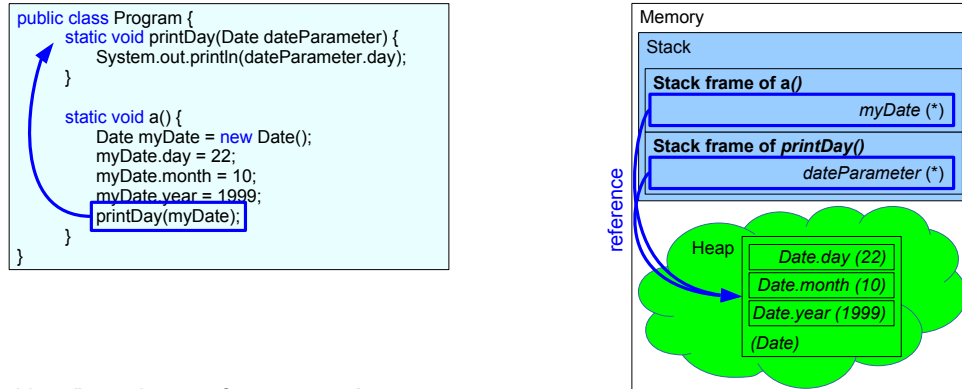 public class Program {
static void printDay(Date dateParameter) {
System.out.println(dateParameter.day);
}
static void a() {
Date myDate = new Date();
myDate.day = 22;
myDate.month = 10;
myDate.year = 1999;
printDay(myDate);
}
}
Memory
Stack
Stack frame of a()
myDate (*)
Stack frame of printDay()
dateParameter (*)
reference
Heap
Date.day (22)
Date.month (10)
Date.year (1999)
(Date)